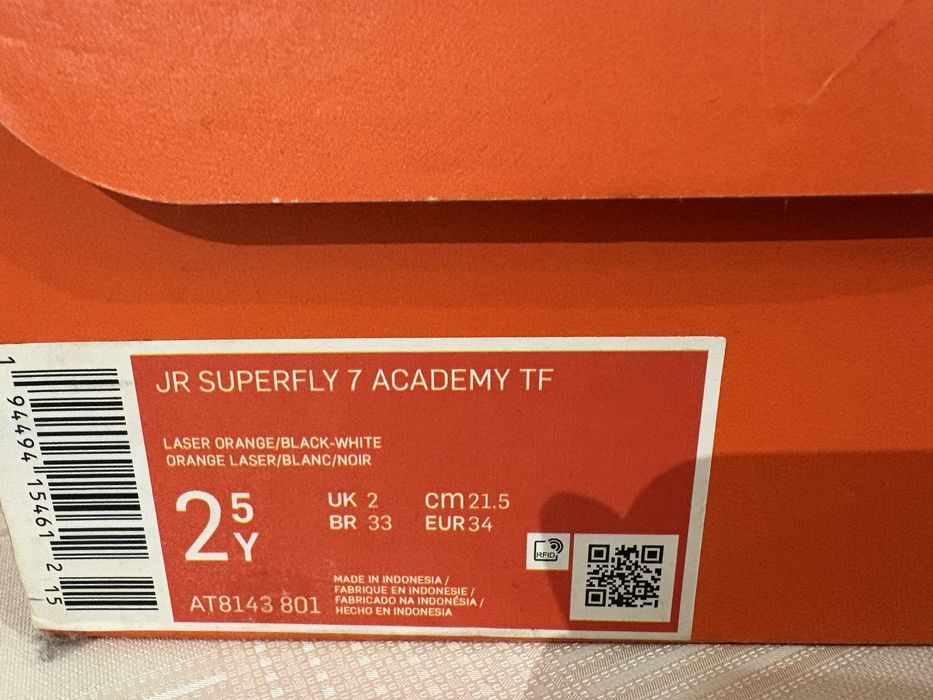 JR SUPERFLY 7 ACADEMY TF
LASER ORANGE/BLACK-WHITE
ORANGE LASER/BLANC/NOIR
2 5Y
UK 2
BR 33
cm 21.5
EUR 34
AT8143 801
MADE IN INDONESIA /
FABRIQUE EN INDONESIE /
FABRICADO NA INDONÉSIA /
HECHO EN INDONESIA
RFID
1 94494 15461 2 15